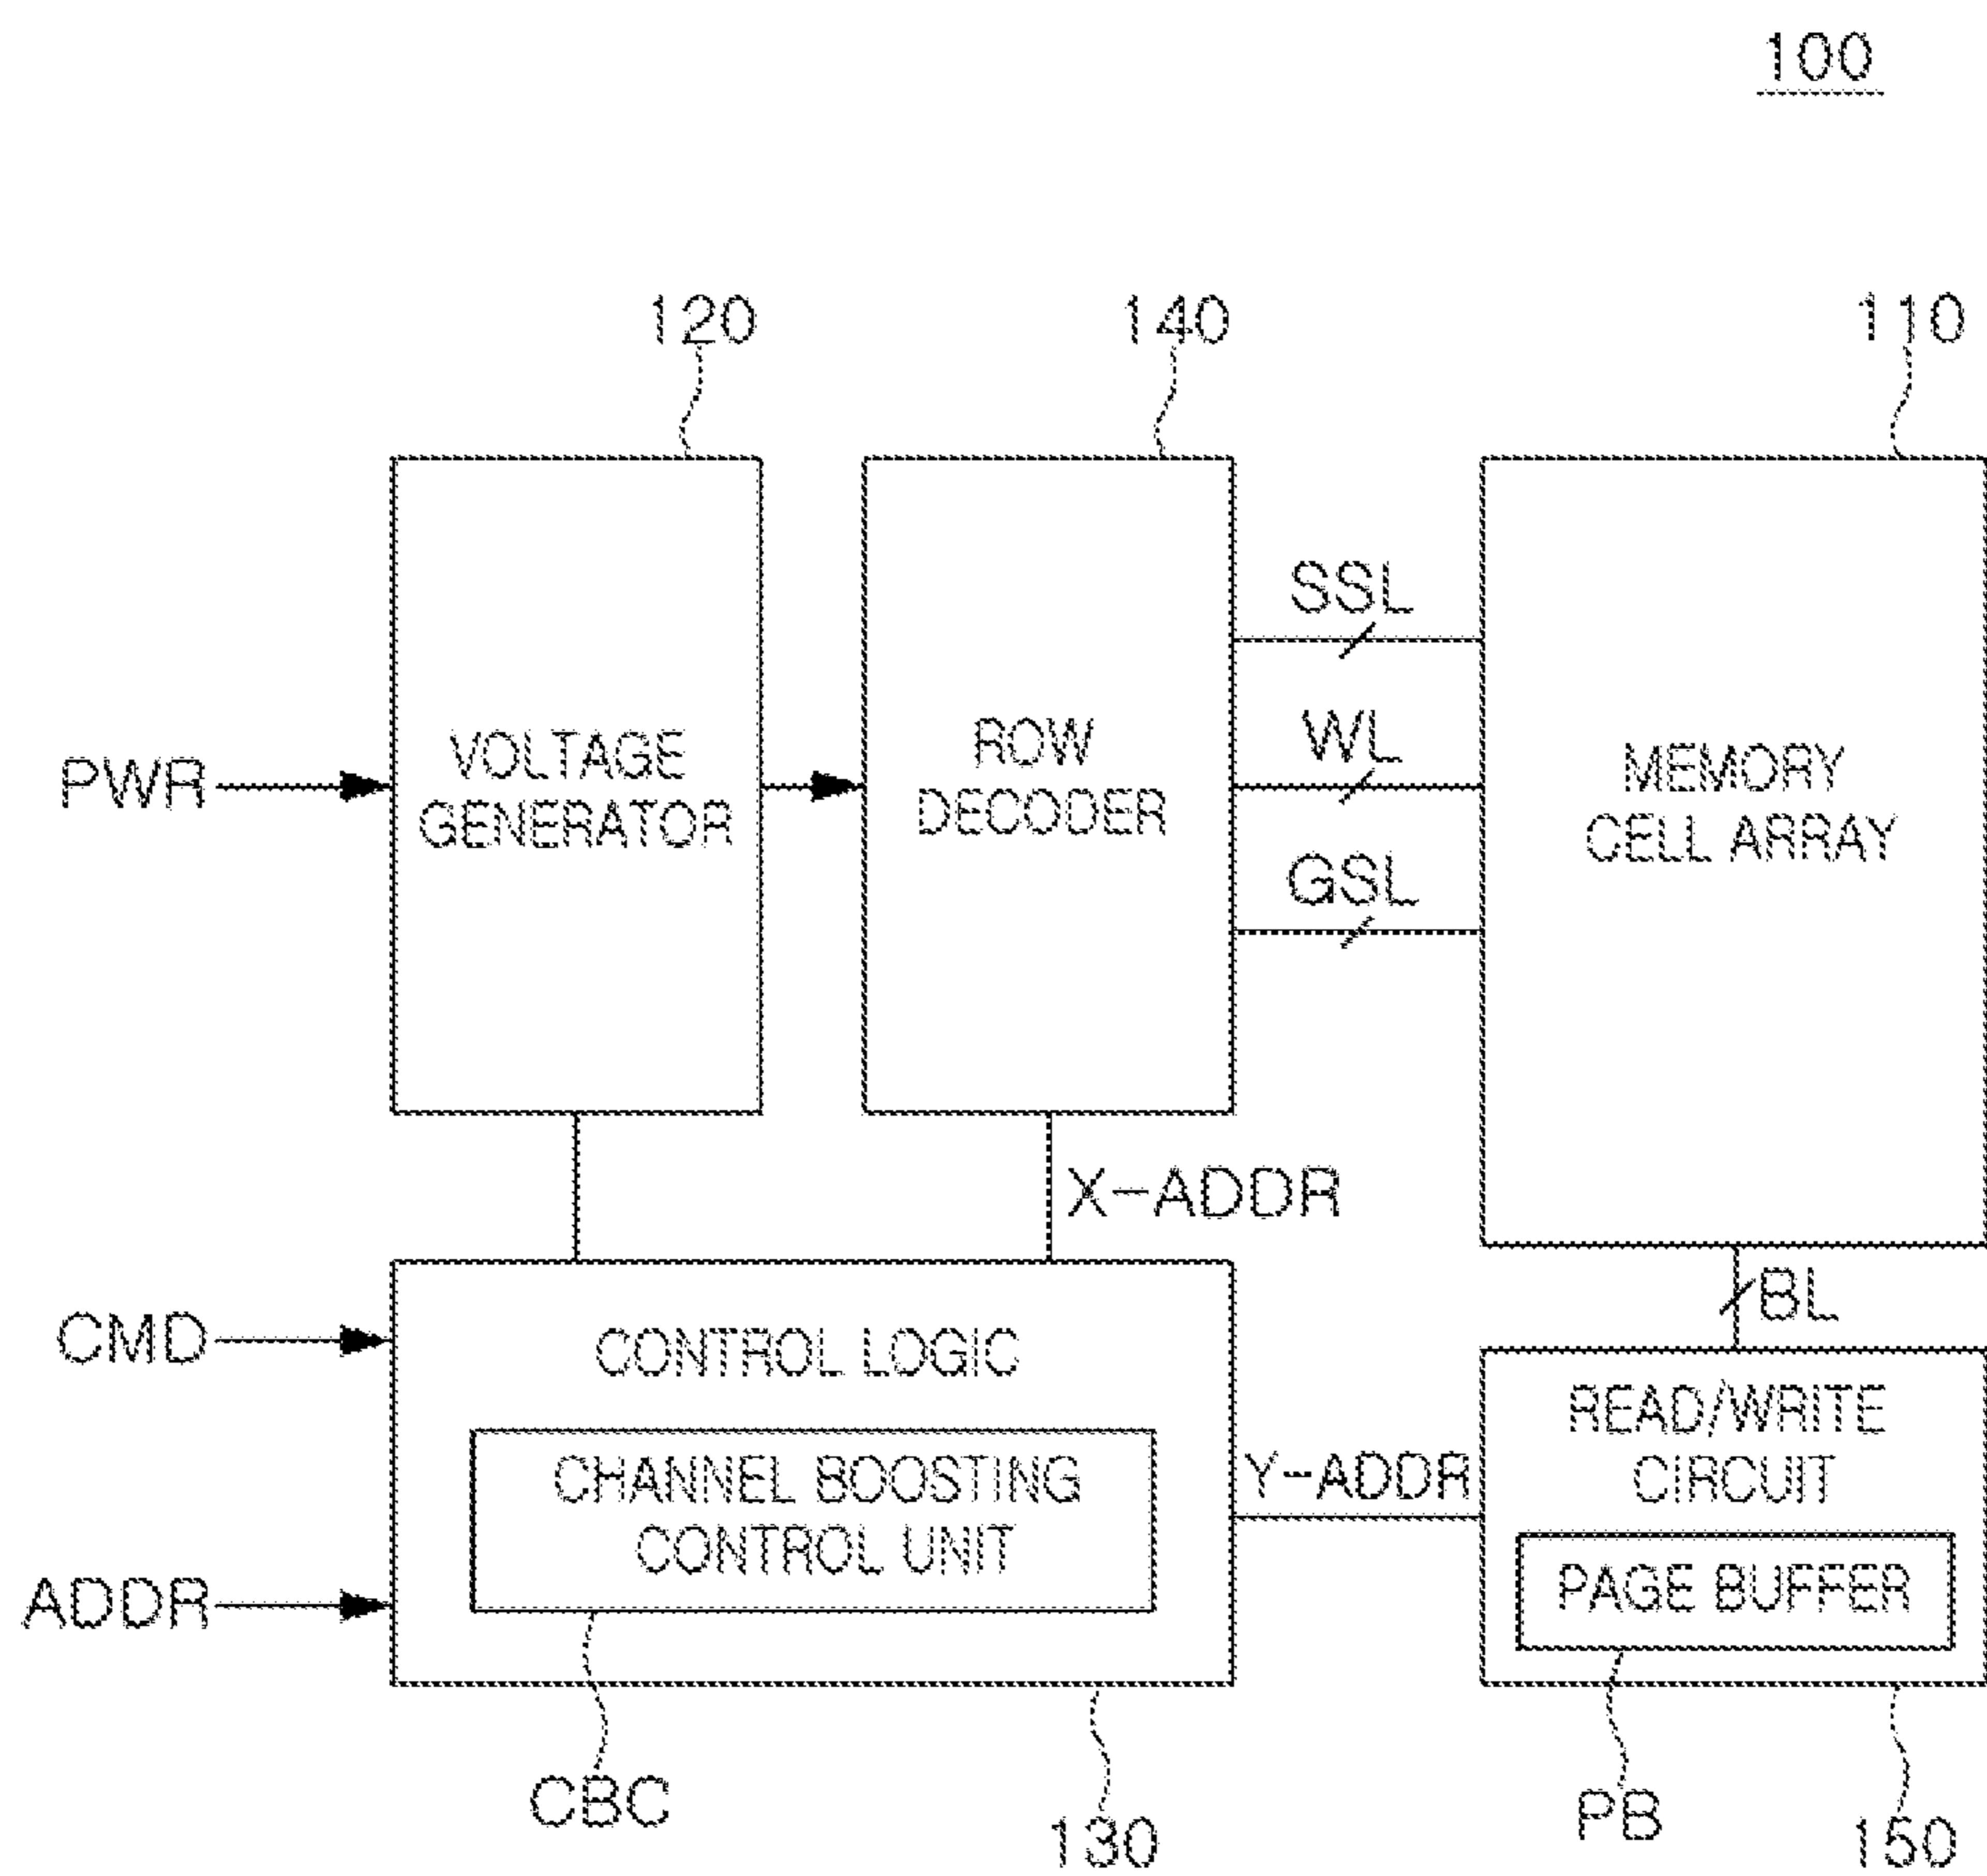 100
120
140
110
SSL
WL
GSL
PWR
VOLTAGE
GENERATOR
ROW
DECODER
MEMORY
CELL ARRAY
X-ADDR
BL
CMD
CONTROL LOGIC
CHANNEL BOOSTING
CONTROL UNIT
Y-ADDR
READ/WRITE
CIRCUIT
PAGE BUFFER
ADDR
CBC
130
PB
150